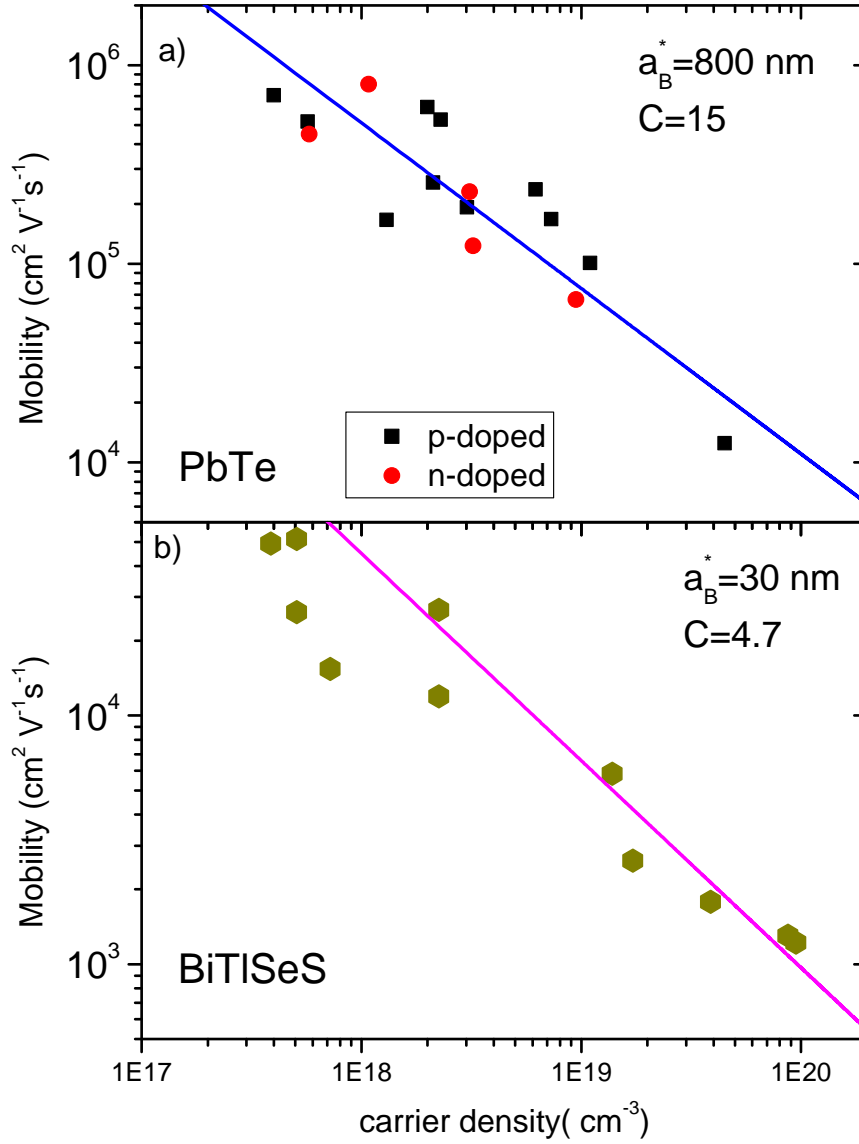 a)
a*B=800 nm
C=15
10^6
10^5
10^4
Mobility (cm^2 V^-1s^-1)
p-doped
n-doped
PbTe
b)
a*B=30 nm
C=4.7
10^4
10^3
Mobility (cm^2 V^-1s^-1)
BiTlSeS
1E17 1E18 1E19 1E20
carrier density( cm^-3)